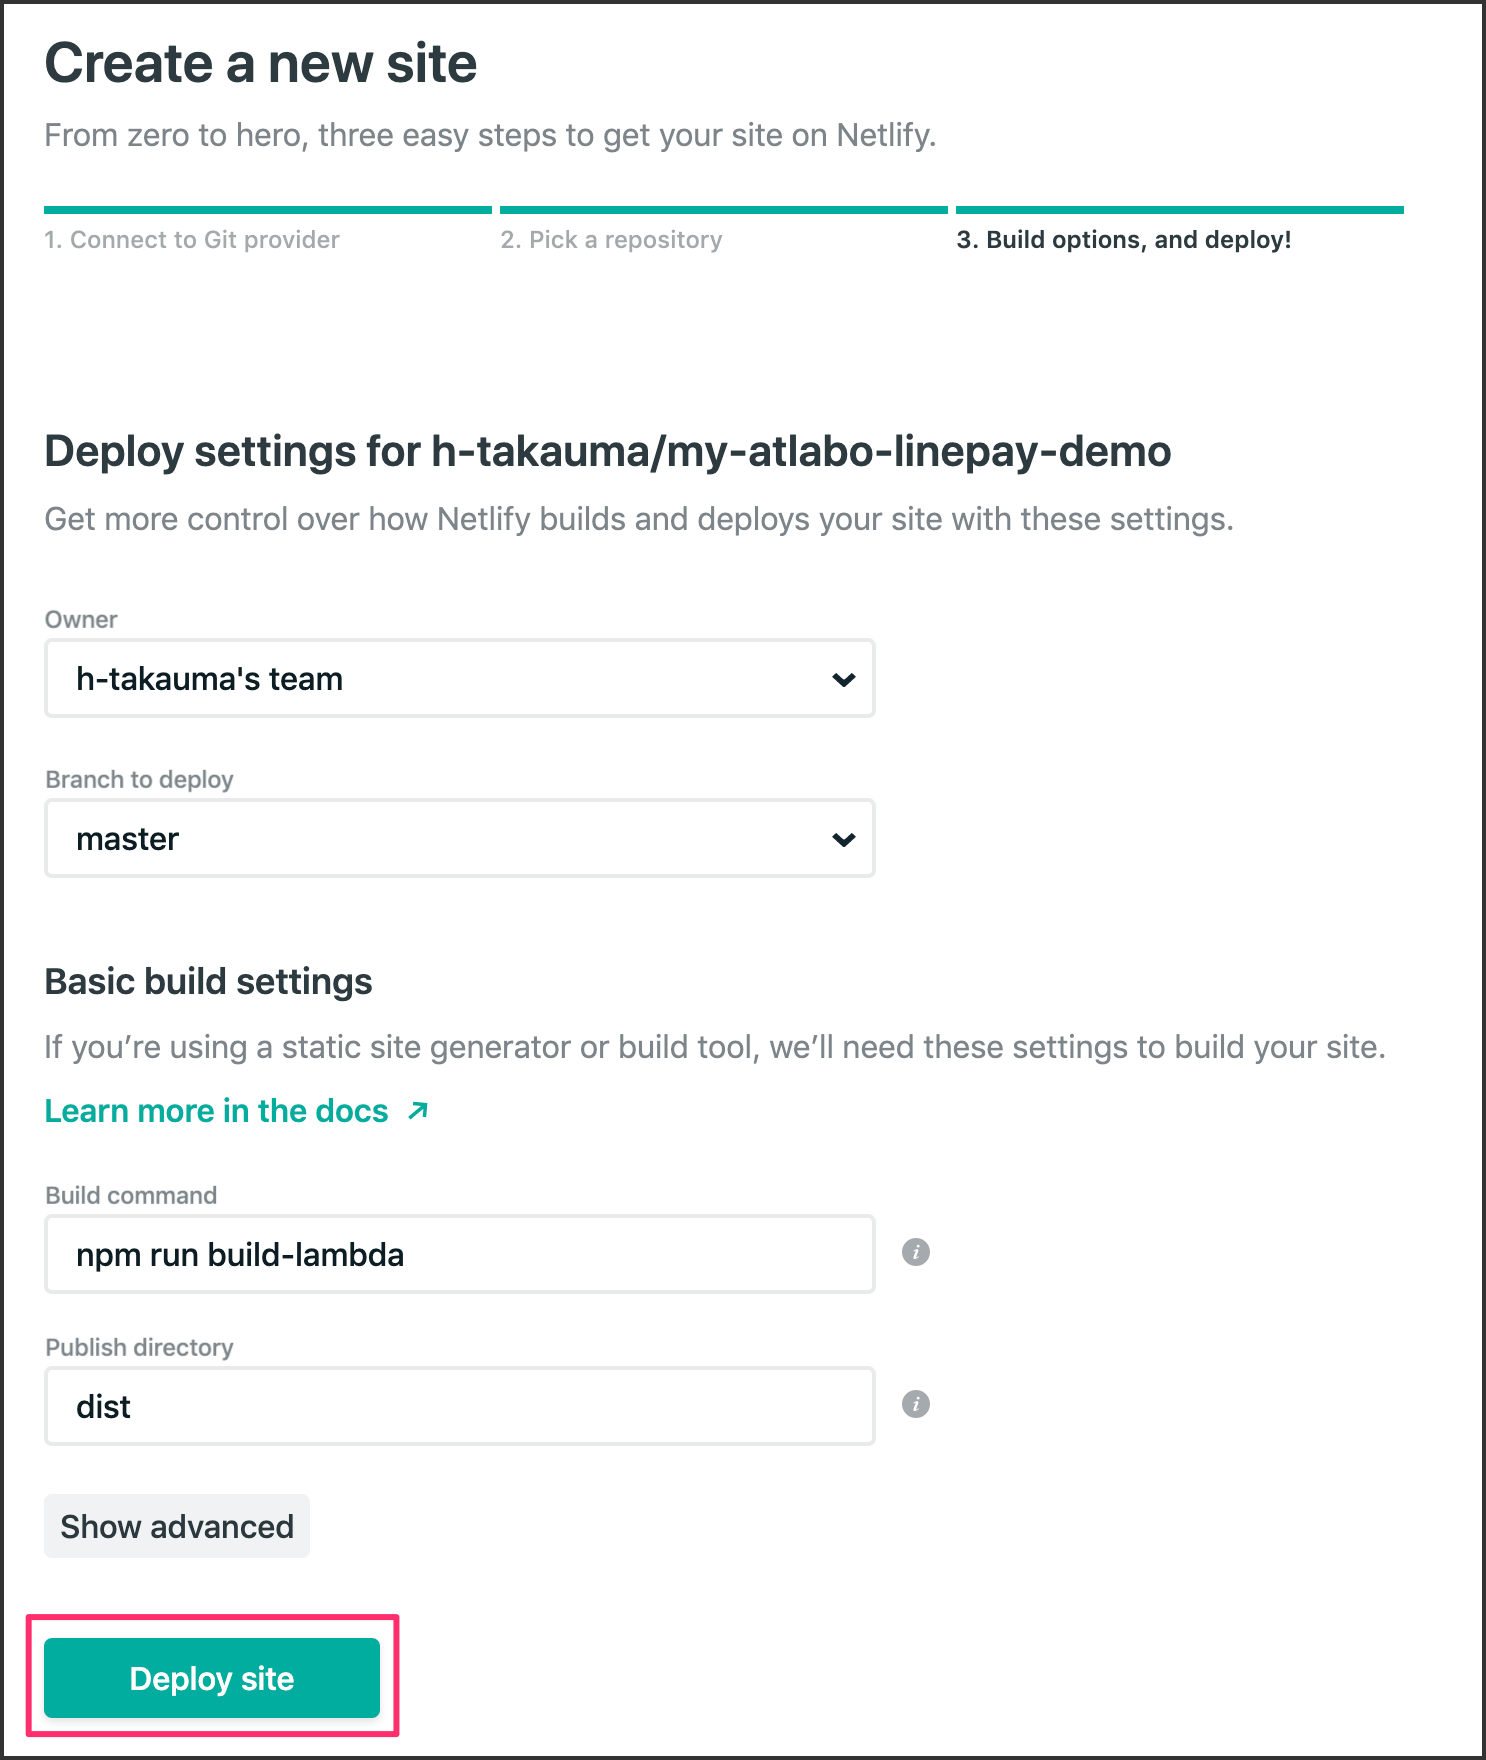 Create a new site
From zero to hero, three easy steps to get your site on Netlify.
1. Connect to Git provider
2. Pick a repository
3. Build options, and deploy!
Deploy settings for h-takauma/my-atlabo-linepay-demo
Get more control over how Netlify builds and deploys your site with these settings.
Owner
h-takauma's team
Branch to deploy
master
Basic build settings
If you’re using a static site generator or build tool, we’ll need these settings to build your site.
Learn more in the docs
Build command
npm run build-lambda
i
Publish directory
dist
i
Show advanced
Deploy site